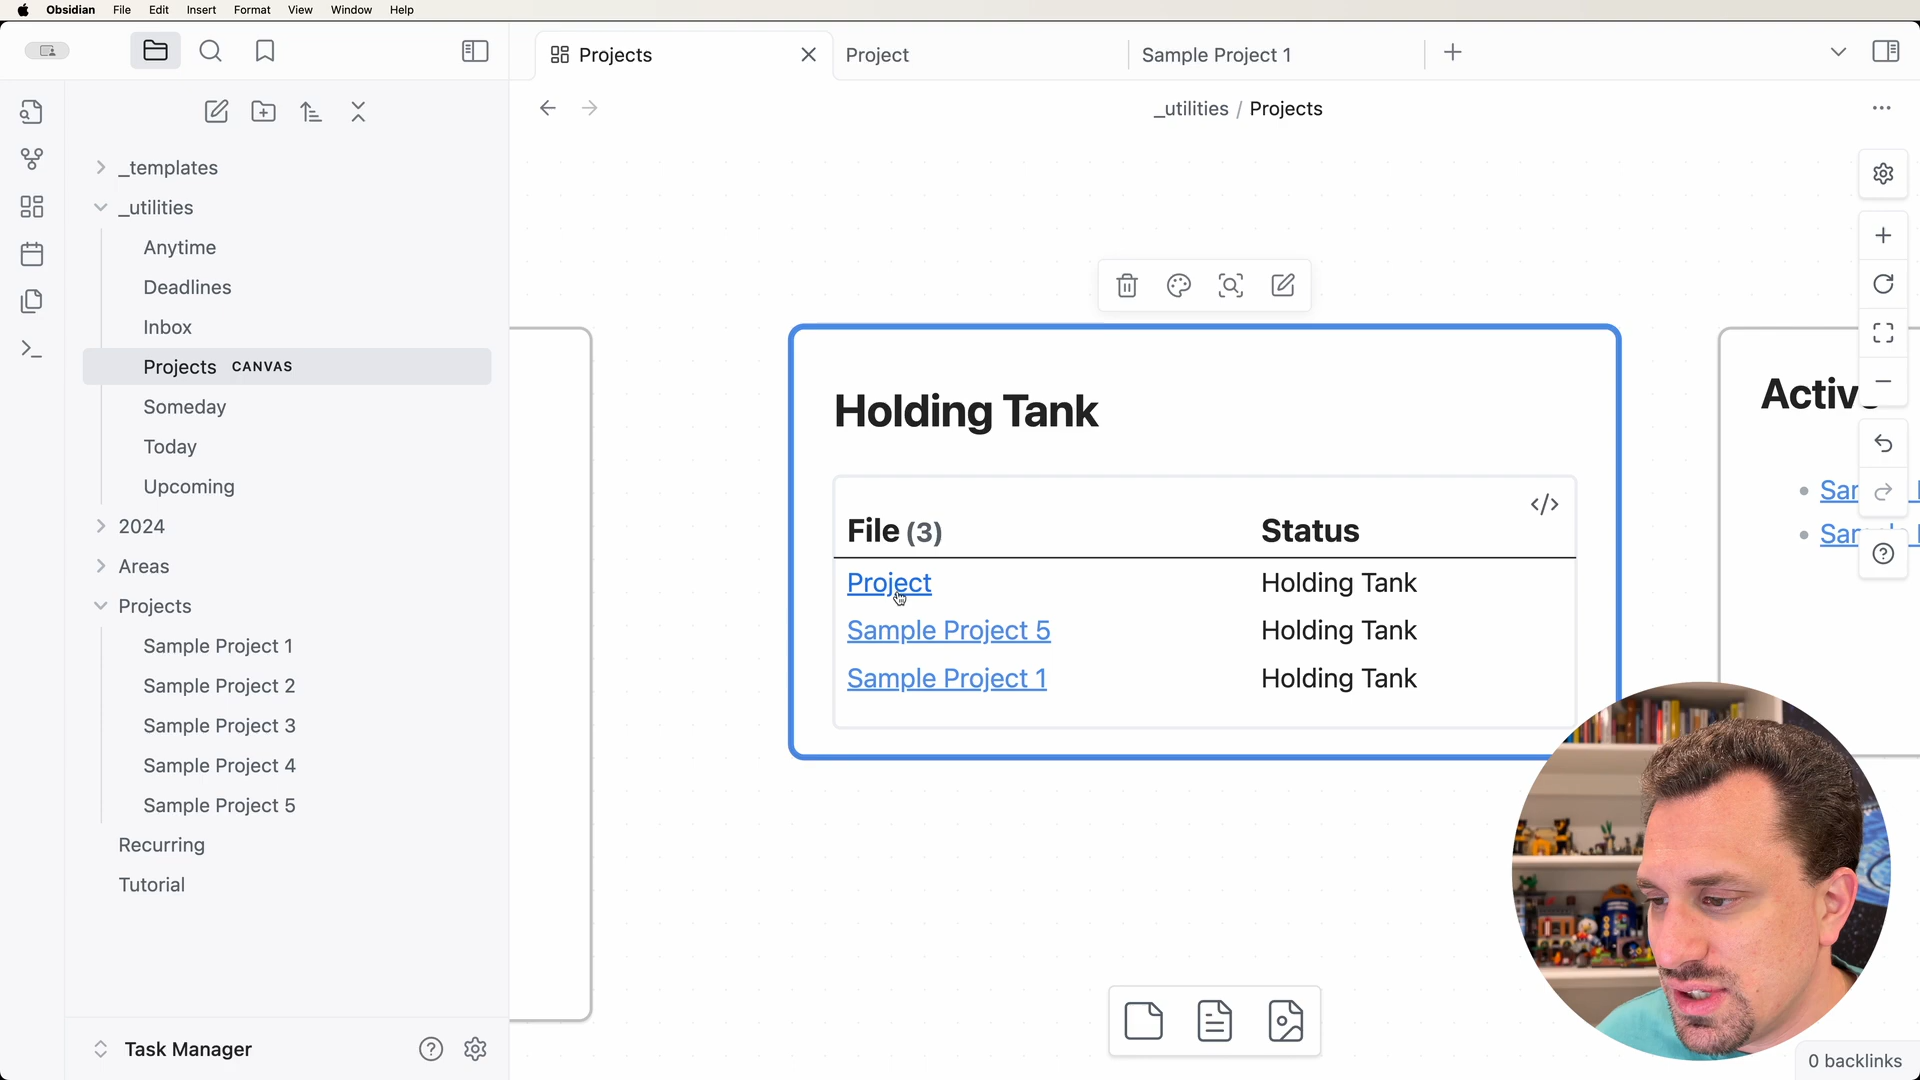 Obsidian File Edit Insert Format View Window Help
Projects Project Sample Project 1
_utilities / Projects
_templates
_utilities
Anytime
Deadlines
Inbox
Projects CANVAS
Someday
Today
Upcoming
2024
Areas
Projects
Sample Project 1
Sample Project 2
Sample Project 3
Sample Project 4
Sample Project 5
Recurring
Tutorial
Task Manager
Holding Tank
File (3) Status
Project Holding Tank
Sample Project 5 Holding Tank
Sample Project 1 Holding Tank
0 backlinks